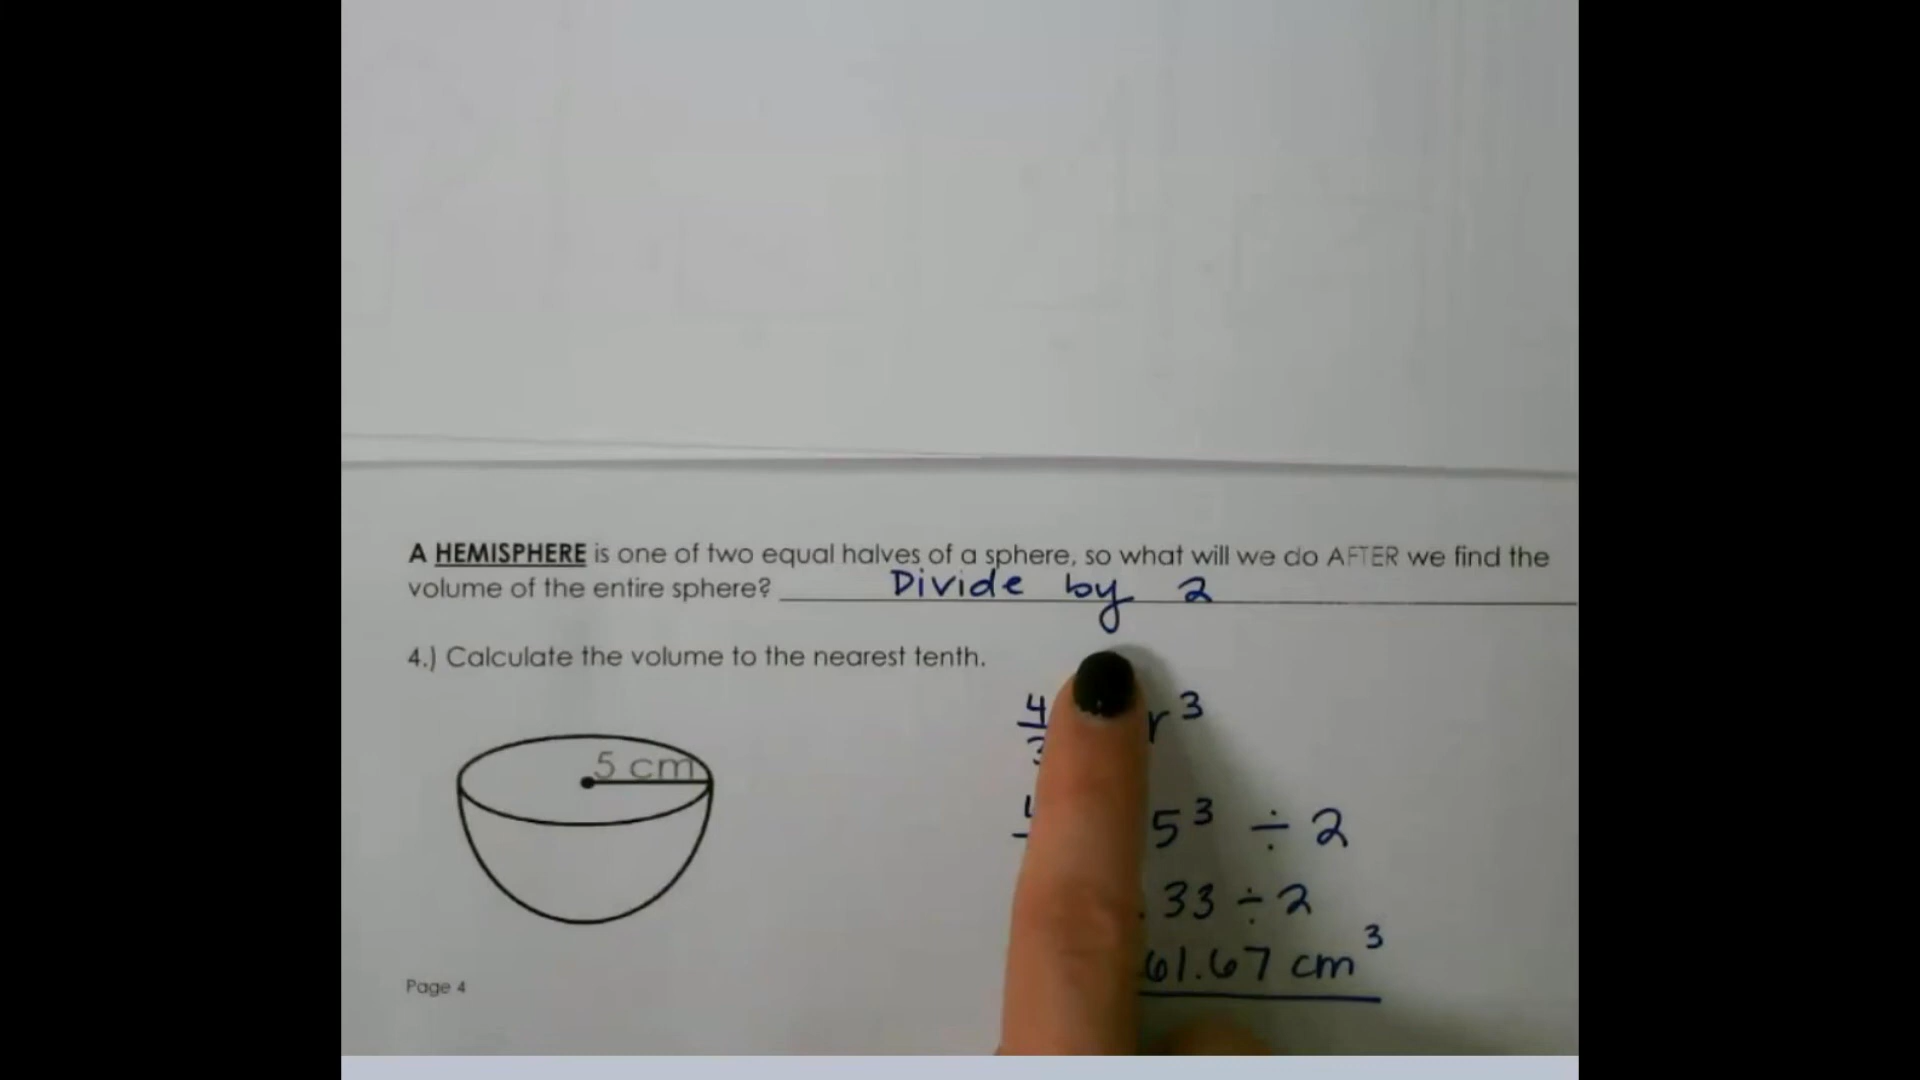 A HEMISPHERE is one of two equal halves of a sphere, so what will we do AFTER we find the
volume of the entire sphere? Divide by 2
4.) Calculate the volume to the nearest tenth.
4 r³
3
5 cm
5³ ÷ 2
.33 ÷ 2
61.67 cm³
Page 4